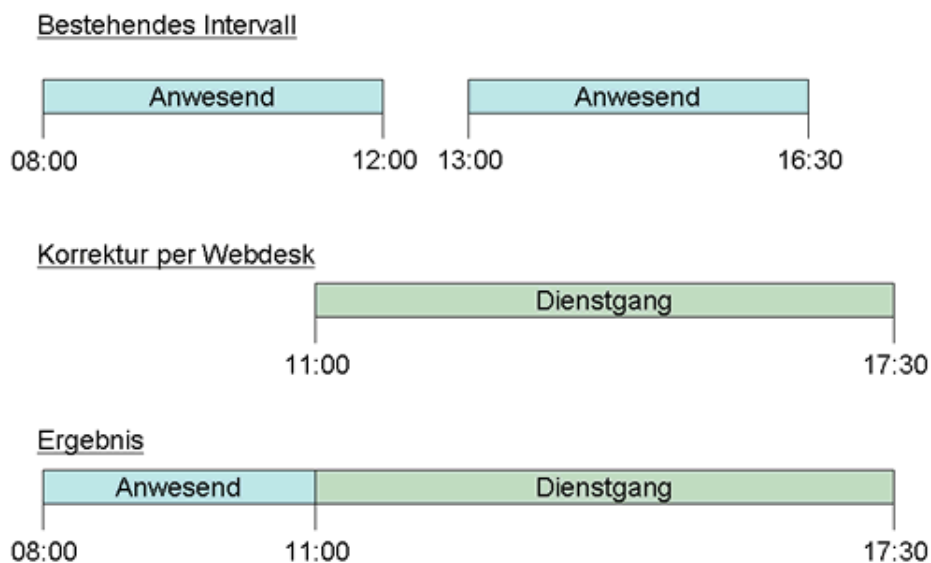 Bestehendes Intervall
Anwesend Anwesend
08:00 12:00 13:00 16:30
Korrektur per Webdesk
Dienstgang
11:00 17:30
Ergebnis
Anwesend Dienstgang
08:00 11:00 17:30